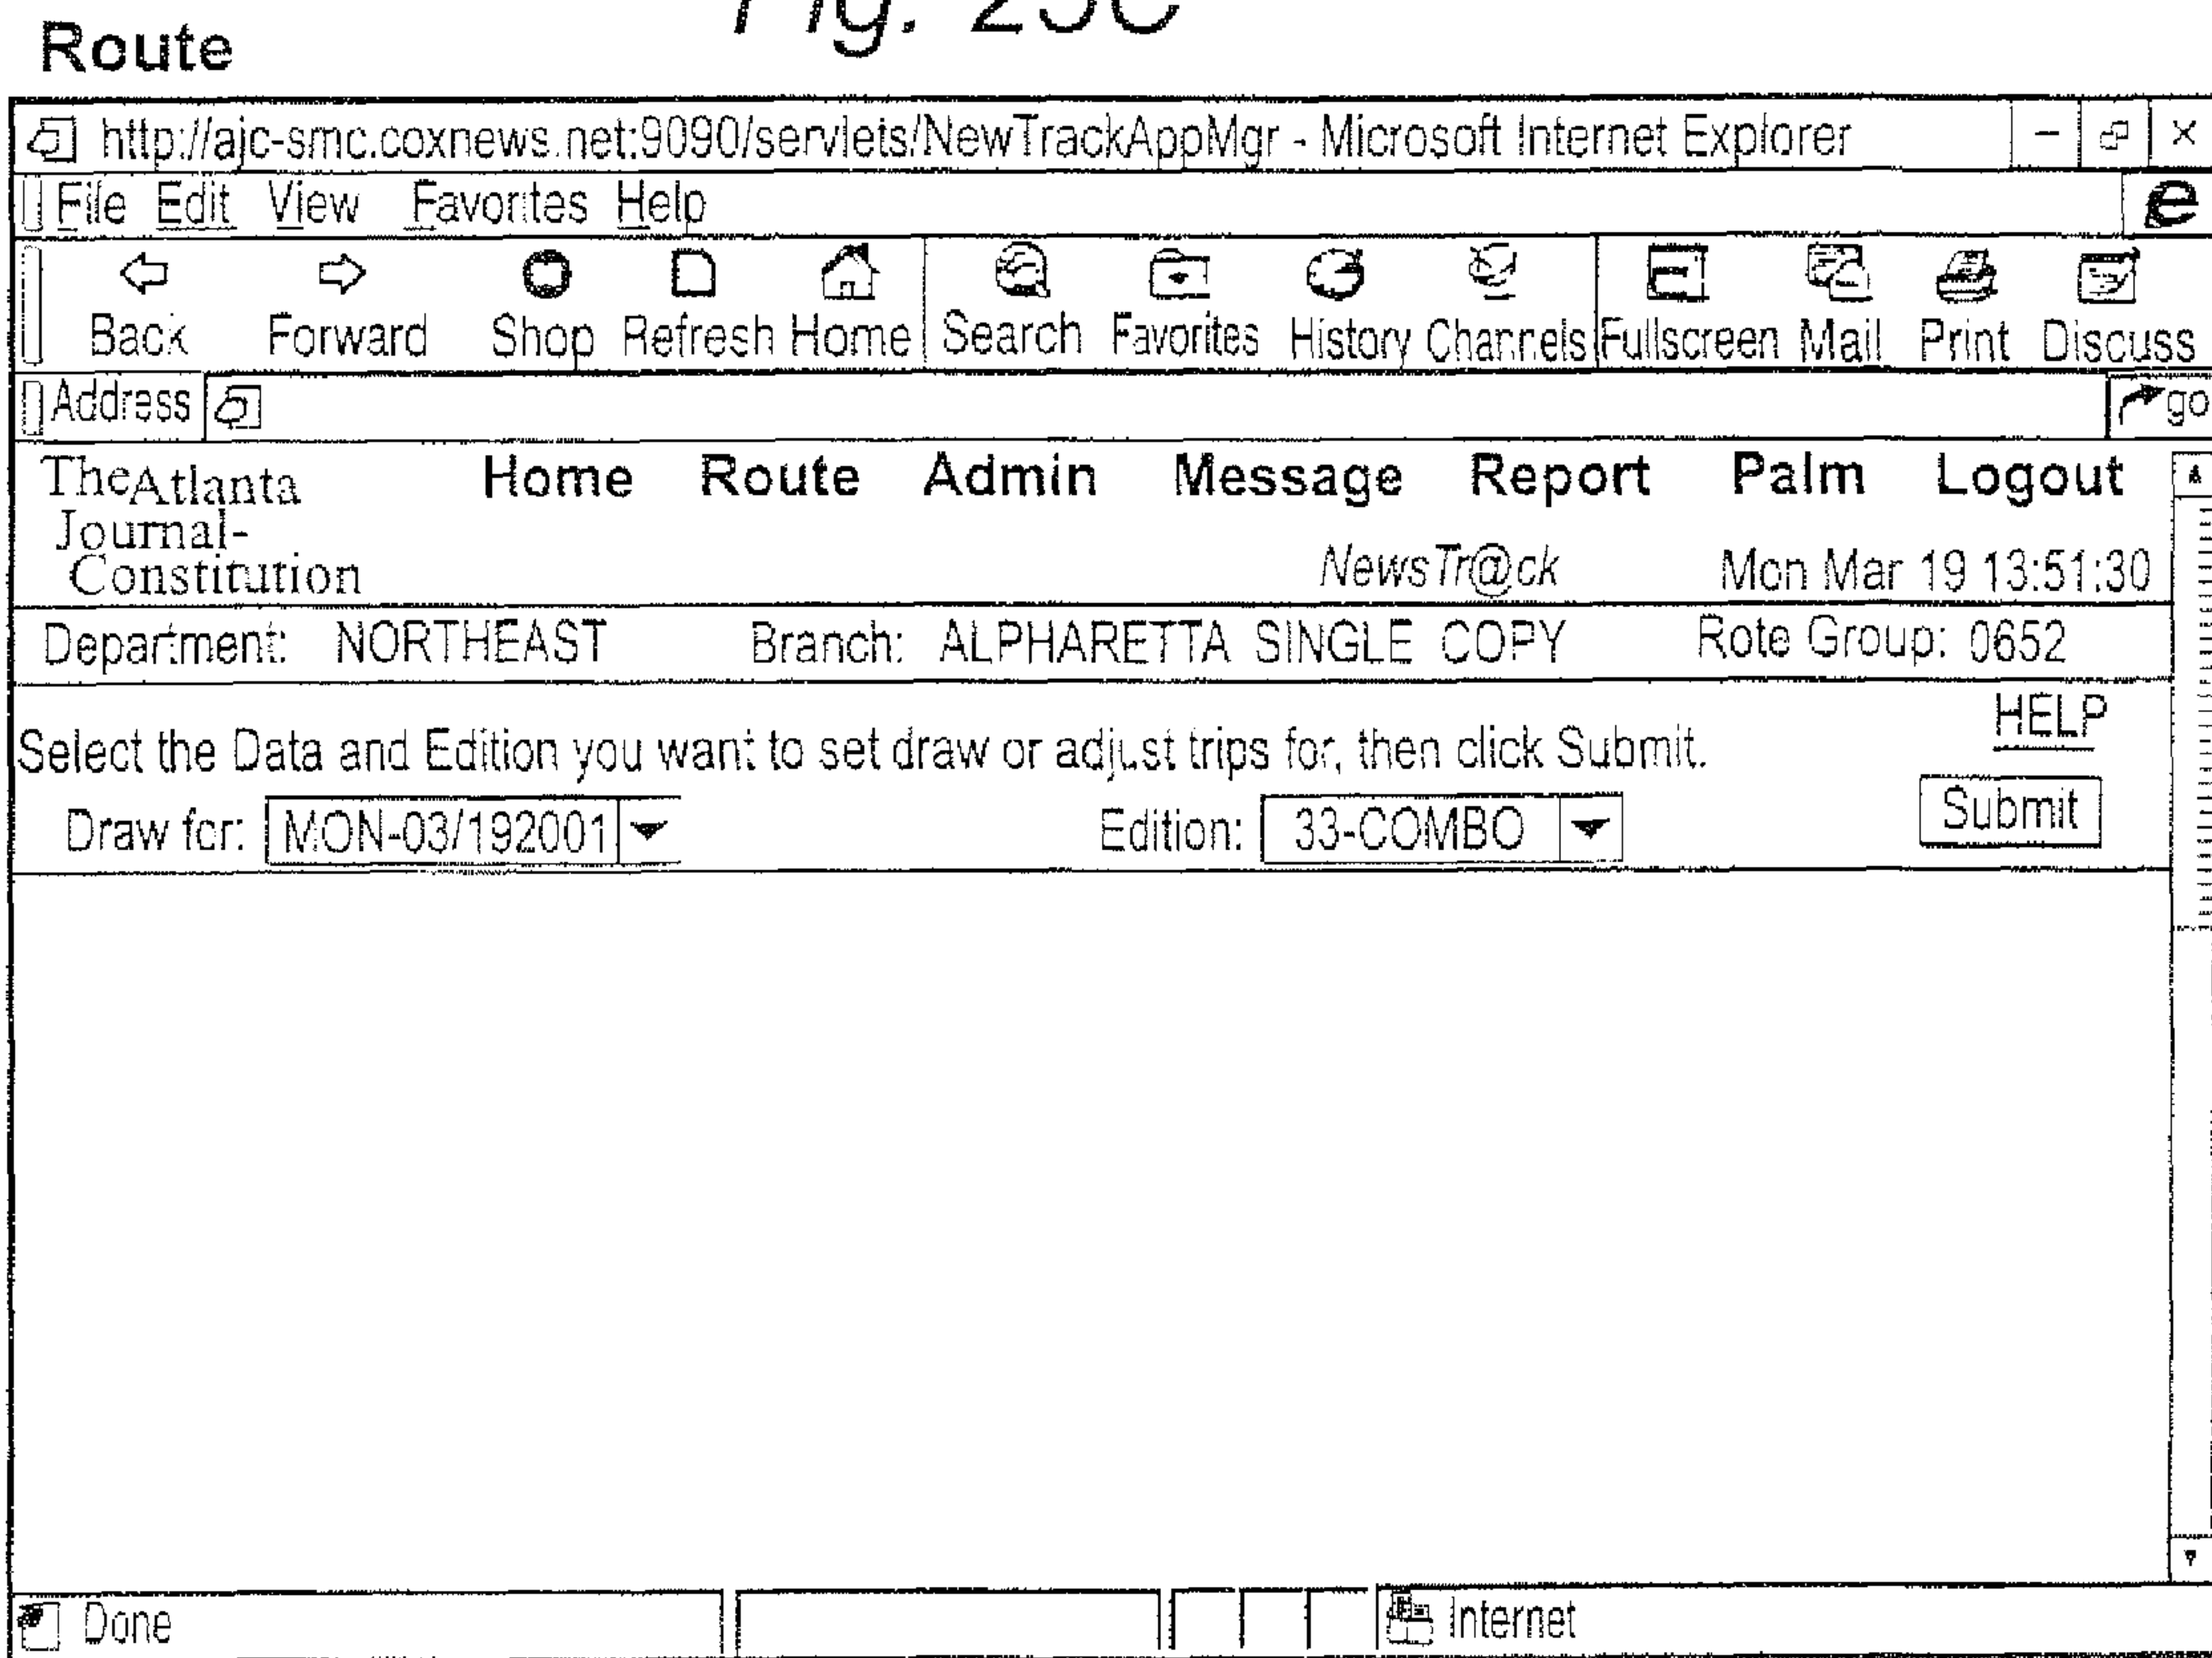 Fig. 25C
Route
http://ajc-smc.coxnews.net:9090/servlets/NewTrackAppMgr - Microsoft Internet Explorer
File Edit View Favorites Help
Back Forward Shop Refresh Home Search Favorites History Channels Fullscreen Mail Print Discuss
Address go
The Atlanta Journal-Constitution
Home Route Admin Message Report Palm Logout
NewsTr@ck Mon Mar 19 13:51:30
Department: NORTHEAST Branch: ALPHARETTA SINGLE COPY Rote Group: 0652
HELP
Select the Data and Edition you want to set draw or adjust trips for, then click Submit.
Draw for: MON-03/192001 Edition: 33-COMBO Submit
Done Internet